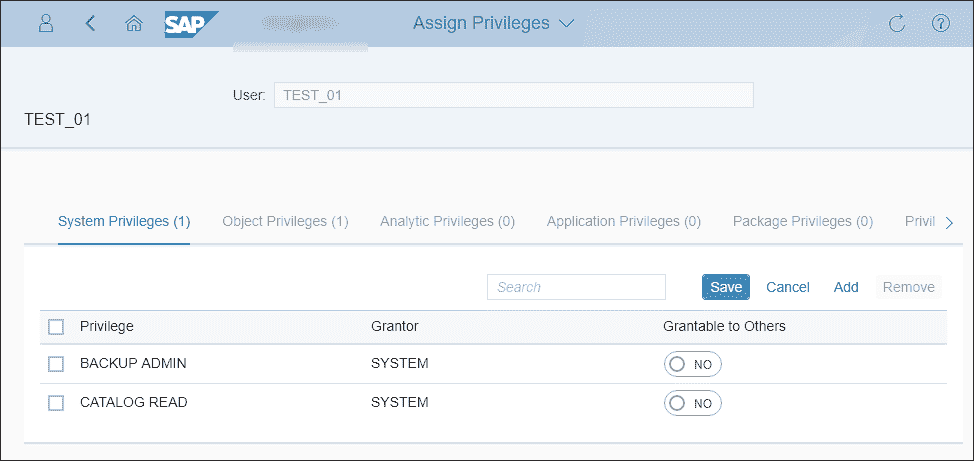 SAP Assign Privileges
User: TEST_01
TEST_01
System Privileges (1) Object Privileges (1) Analytic Privileges (0) Application Privileges (0) Package Privileges (0) Privil
Search Save Cancel Add Remove
Privilege Grantor Grantable to Others
BACKUP ADMIN SYSTEM NO
CATALOG READ SYSTEM NO